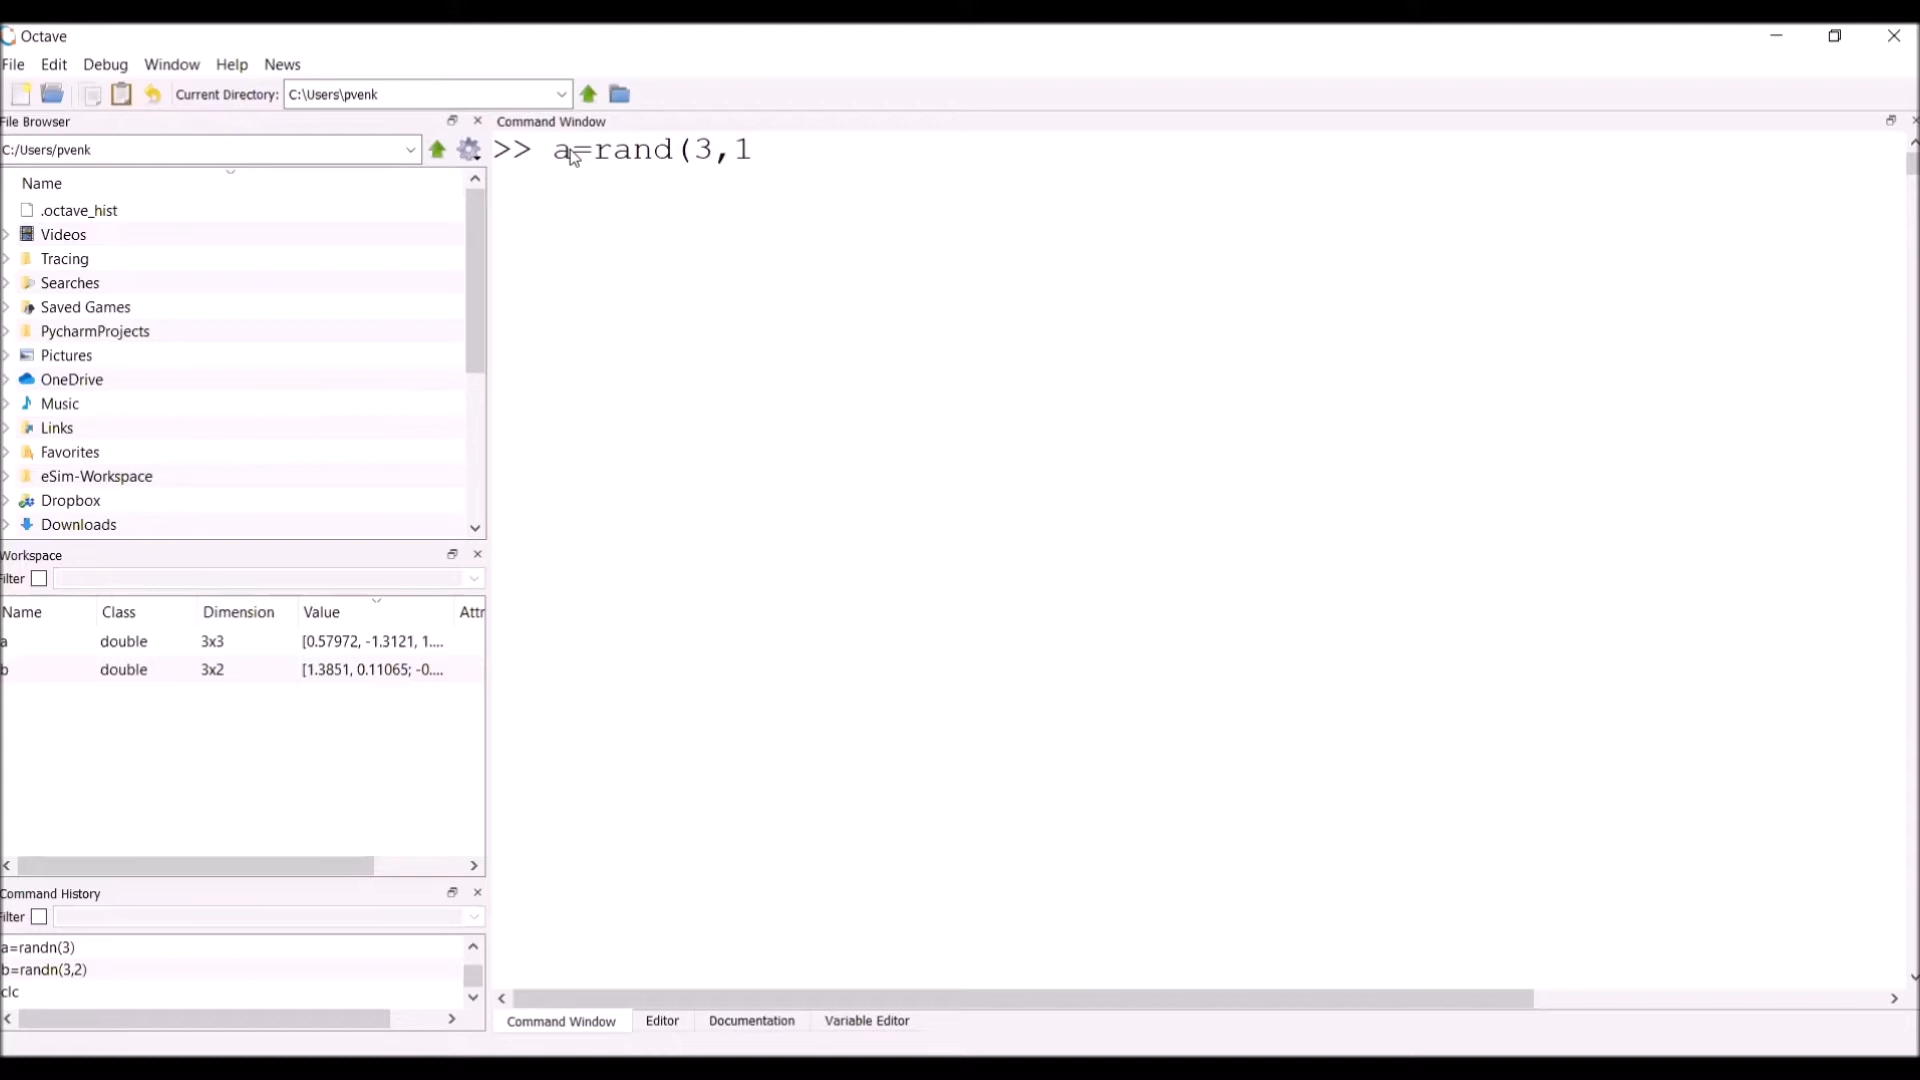 Octave
File Edit Debug Window Help News
Current Directory: C:\Users\pvenk
File Browser
C:/Users/pvenk
Name
.octave_hist
Videos
Tracing
Searches
Saved Games
PycharmProjects
Pictures
OneDrive
Music
Links
Favorites
eSim-Workspace
Dropbox
Downloads
Workspace
Filter
Name Class Dimension Value Attr
a double 3x3 [0.57972, -1.3121, 1....
b double 3x2 [1.3851, 0.11065; -0....
Command History
Filter
a=randn(3)
b=randn(3,2)
clc
Command Window
>> a=rand(3,1
Command Window Editor Documentation Variable Editor